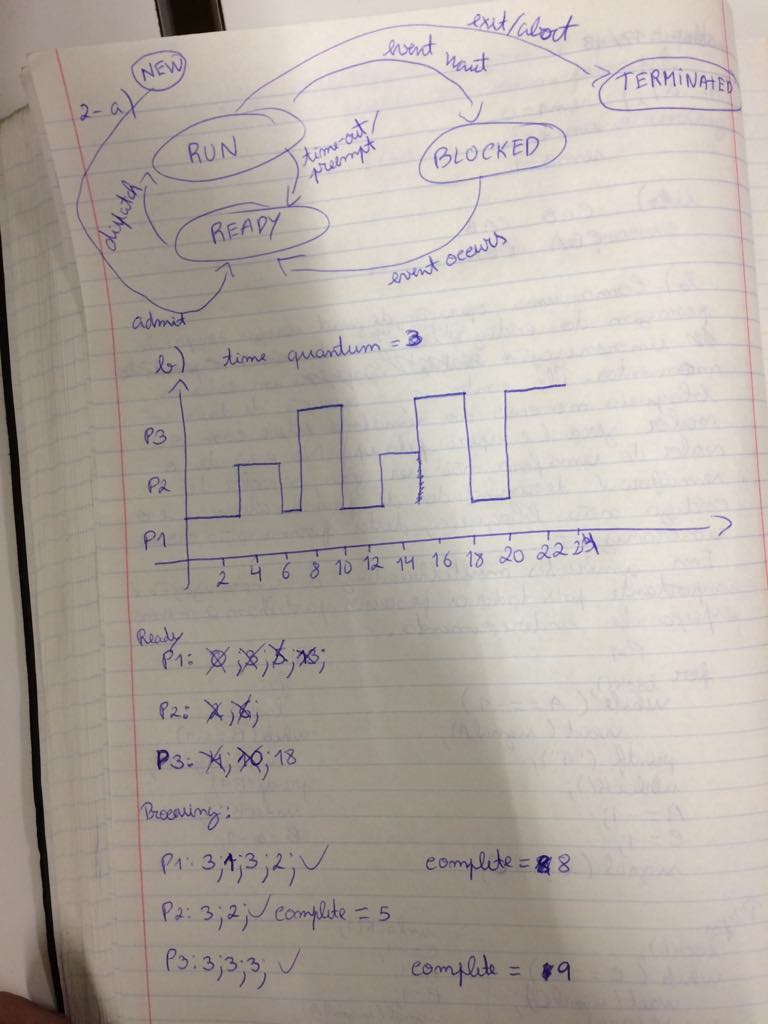 exit/abort
NEW
event wait
TERMINATED
2-a)
RUN
time-out/
preempt
BLOCKED
dispatch
READY
event occurs
admit
b) time quantum = 3
P3
P2
P1
2 4 6 8 10 12 14 16 18 20 22 24
Ready
P1: 0; 3; 5; 13;
P2: 2; 6;
P3: 4; 10; 18
P1: 3; 1; 3; 2; ✓ complete = 8
P2: 3; 2; ✓ complete = 5
P3: 3; 3; 3; ✓ complete = 9